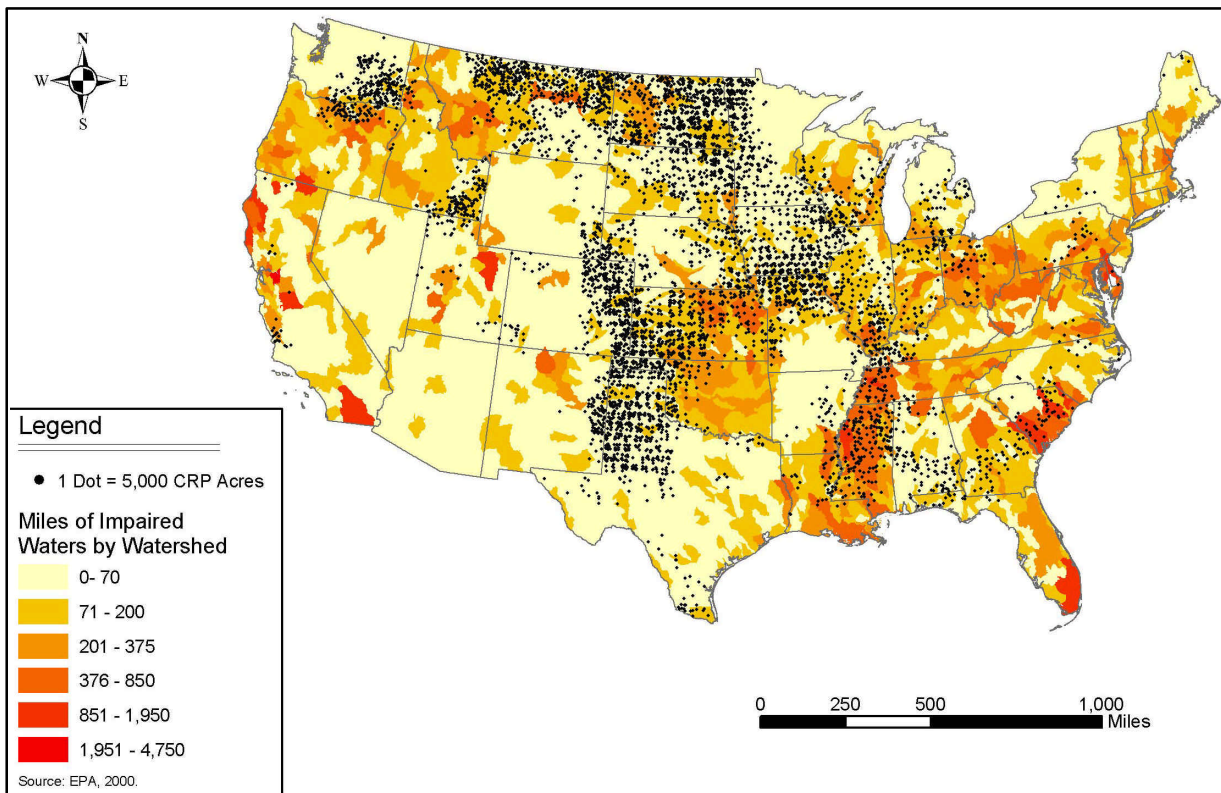 N
W E
S
Legend
1 Dot = 5,000 CRP Acres
Miles of Impaired
Waters by Watershed
0- 70
71 - 200
201 - 375
376 - 850
851 - 1,950
1,951 - 4,750
Source: EPA, 2000.
0 250 500 1,000
Miles